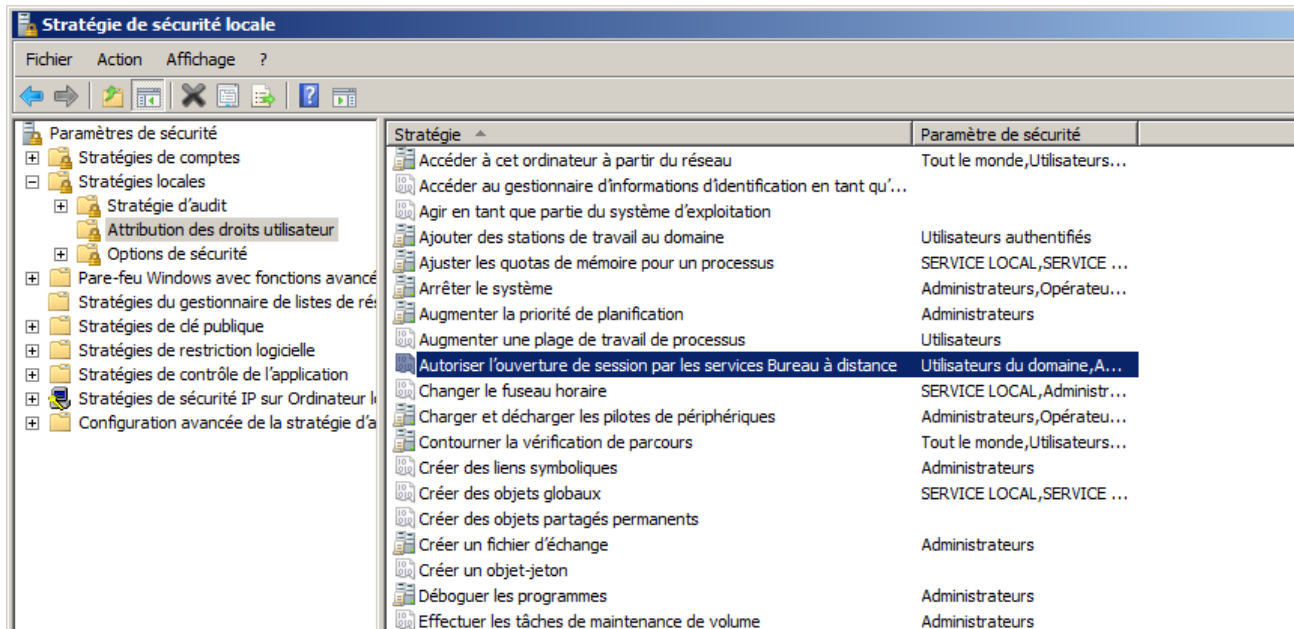 Stratégie de sécurité locale
Fichier Action Affichage ?
Paramètres de sécurité
Stratégies de comptes
Stratégies locales
Stratégie d'audit
Attribution des droits utilisateur
Options de sécurité
Pare-feu Windows avec fonctions avancé
Stratégies du gestionnaire de listes de rés
Stratégies de clé publique
Stratégies de restriction logicielle
Stratégies de contrôle de l'application
Stratégies de sécurité IP sur Ordinateur l
Configuration avancée de la stratégie d'a
Stratégie Paramètre de sécurité
Accéder à cet ordinateur à partir du réseau Tout le monde,Utilisateurs...
Accéder au gestionnaire d'informations d'identification en tant qu'...
Agir en tant que partie du système d'exploitation
Ajouter des stations de travail au domaine Utilisateurs authentifiés
Ajuster les quotas de mémoire pour un processus SERVICE LOCAL,SERVICE ...
Arrêter le système Administrateurs,Opérateu...
Augmenter la priorité de planification Administrateurs
Augmenter une plage de travail de processus Utilisateurs
Autoriser l'ouverture de session par les services Bureau à distance Utilisateurs du domaine,A...
Changer le fuseau horaire SERVICE LOCAL,Administr...
Charger et décharger les pilotes de périphériques Administrateurs,Opérateu...
Contourner la vérification de parcours Tout le monde,Utilisateurs...
Créer des liens symboliques Administrateurs
Créer des objets globaux SERVICE LOCAL,SERVICE ...
Créer des objets partagés permanents
Créer un fichier d'échange Administrateurs
Créer un objet-jeton
Déboguer les programmes Administrateurs
Effectuer les tâches de maintenance de volume Administrateurs